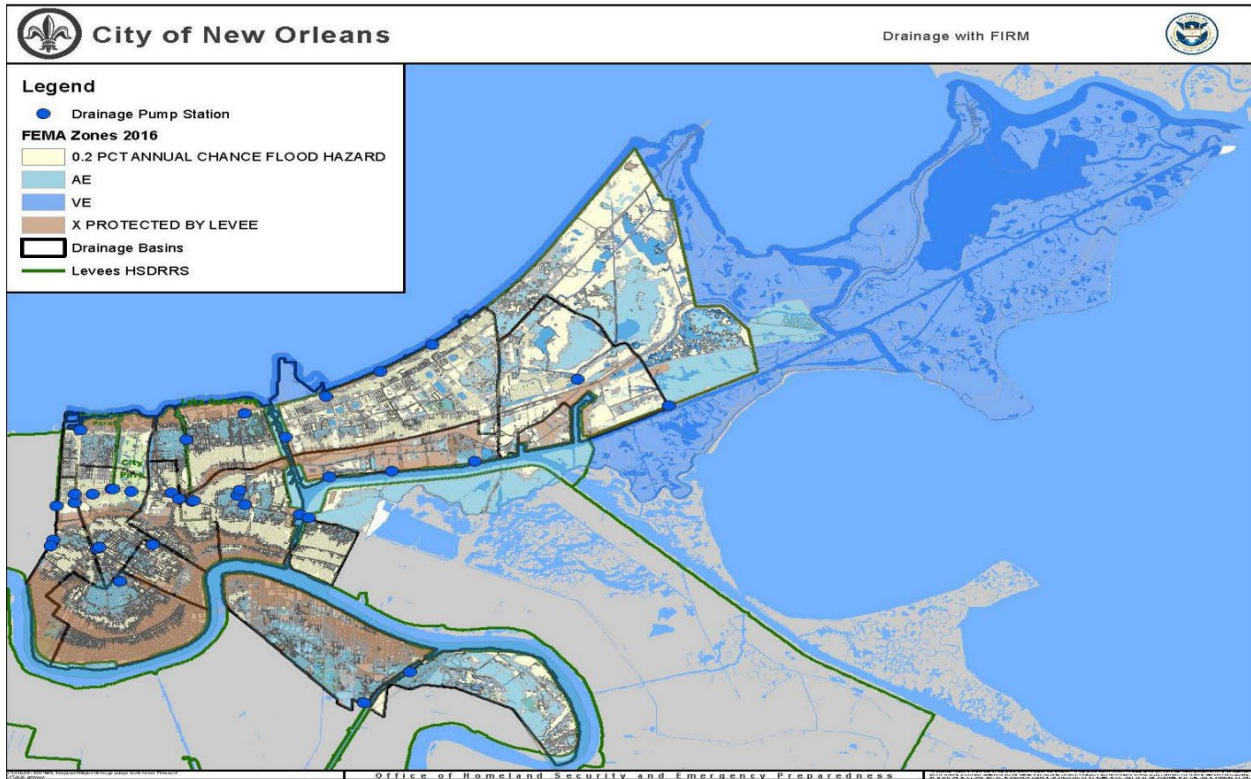 City of New Orleans
Drainage with FIRM
Legend
Drainage Pump Station
FEMA Zones 2016
0.2 PCT ANNUAL CHANCE FLOOD HAZARD
AE
VE
X PROTECTED BY LEVEE
Drainage Basins
Levees HSDRRS
Office of Homeland Security and Emergency Preparedness